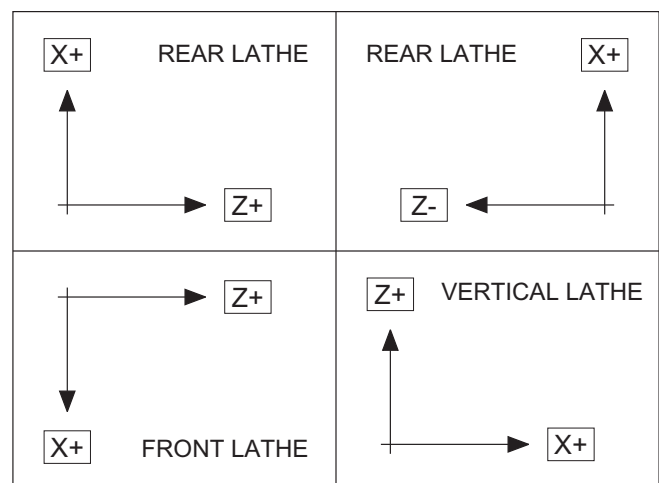 X+ REAR LATHE
Z+
REAR LATHE X+
Z-
Z+
X+ FRONT LATHE
Z+ VERTICAL LATHE
X+